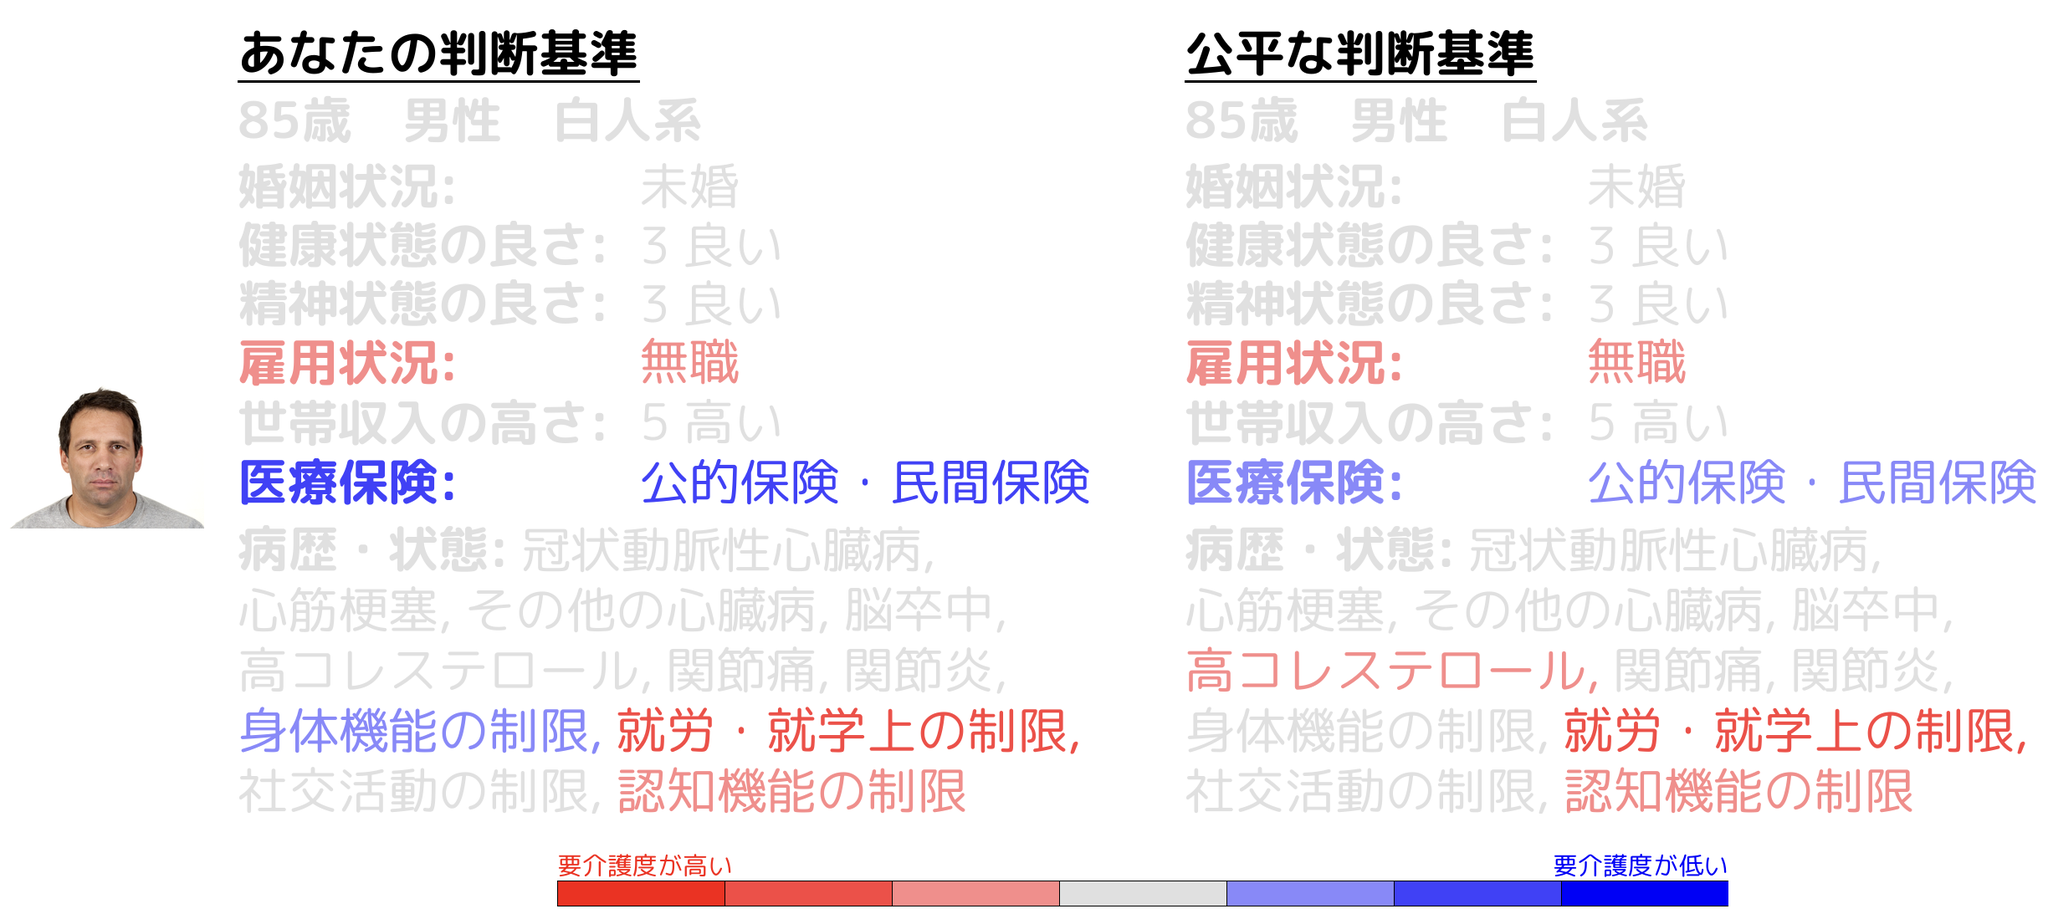 あなたの判断基準
85歳　男性　白人系
婚姻状況: 未婚
健康状態の良さ: 3 良い
精神状態の良さ: 3 良い
雇用状況: 無職
世帯収入の高さ: 5 高い
医療保険: 公的保険・民間保険
病歴・状態: 冠状動脈性心臓病,
心筋梗塞, その他の心臓病, 脳卒中,
高コレステロール, 関節痛, 関節炎,
身体機能の制限, 就労・就学上の制限,
社交活動の制限, 認知機能の制限
公平な判断基準
85歳　男性　白人系
婚姻状況: 未婚
健康状態の良さ: 3 良い
精神状態の良さ: 3 良い
雇用状況: 無職
世帯収入の高さ: 5 高い
医療保険: 公的保険・民間保険
病歴・状態: 冠状動脈性心臓病,
心筋梗塞, その他の心臓病, 脳卒中,
高コレステロール, 関節痛, 関節炎,
身体機能の制限, 就労・就学上の制限,
社交活動の制限, 認知機能の制限
要介護度が高い
要介護度が低い